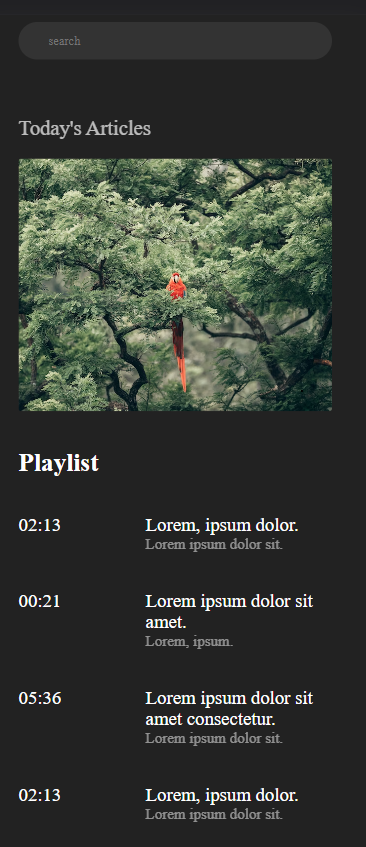 search
Today's Articles
Playlist
02:13
Lorem, ipsum dolor.
Lorem ipsum dolor sit.
00:21
Lorem ipsum dolor sit
amet.
Lorem, ipsum.
05:36
Lorem ipsum dolor sit
amet consectetur.
Lorem ipsum dolor sit.
02:13
Lorem, ipsum dolor.
Lorem ipsum dolor sit.